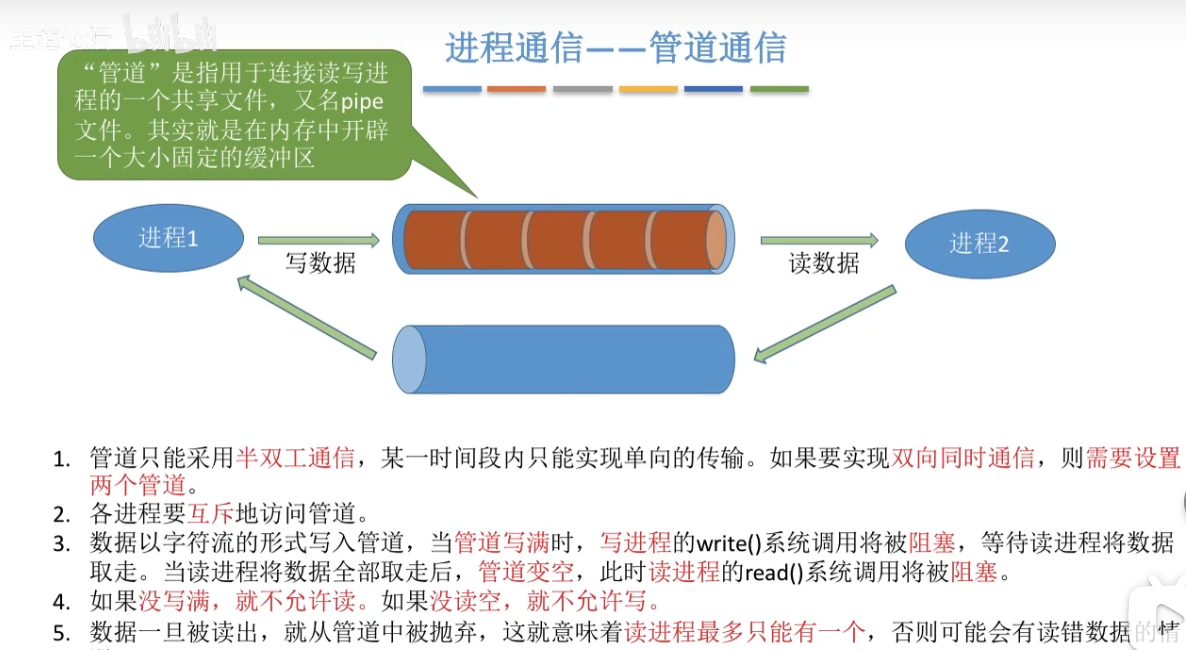 王道论坛 bilibili
进程通信——管道通信
“管道”是指用于连接读写进
程的一个共享文件，又名pipe
文件。其实就是在内存中开辟
一个大小固定的缓冲区
进程1
写数据
读数据
进程2
1. 管道只能采用半双工通信，某一时间段内只能实现单向的传输。如果要实现双向同时通信，则需要设置
两个管道。
2. 各进程要互斥地访问管道。
3. 数据以字符流的形式写入管道，当管道写满时，写进程的write()系统调用将被阻塞，等待读进程将数据
取走。当读进程将数据全部取走后，管道变空，此时读进程的read()系统调用将被阻塞。
4. 如果没写满，就不允许读。如果没读空，就不允许写。
5. 数据一旦被读出，就从管道中被抛弃，这就意味着读进程最多只能有一个，否则可能会有读错数据的情